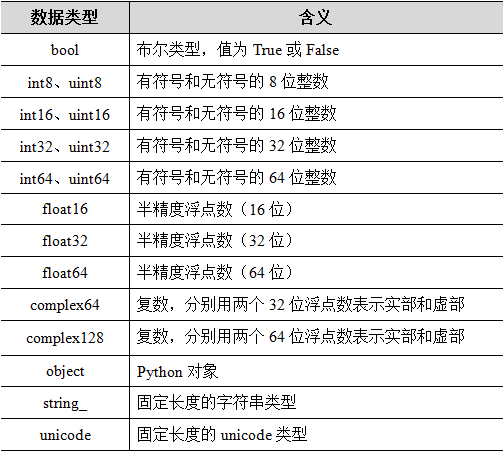 数据类型 含义
bool 布尔类型，值为 True 或 False
int8、uint8 有符号和无符号的 8 位整数
int16、uint16 有符号和无符号的 16 位整数
int32、uint32 有符号和无符号的 32 位整数
int64、uint64 有符号和无符号的 64 位整数
float16 半精度浮点数（16 位）
float32 半精度浮点数（32 位）
float64 半精度浮点数（64 位）
complex64 复数，分别用两个 32 位浮点数表示实部和虚部
complex128 复数，分别用两个 64 位浮点数表示实部和虚部
object Python 对象
string_ 固定长度的字符串类型
unicode 固定长度的 unicode 类型